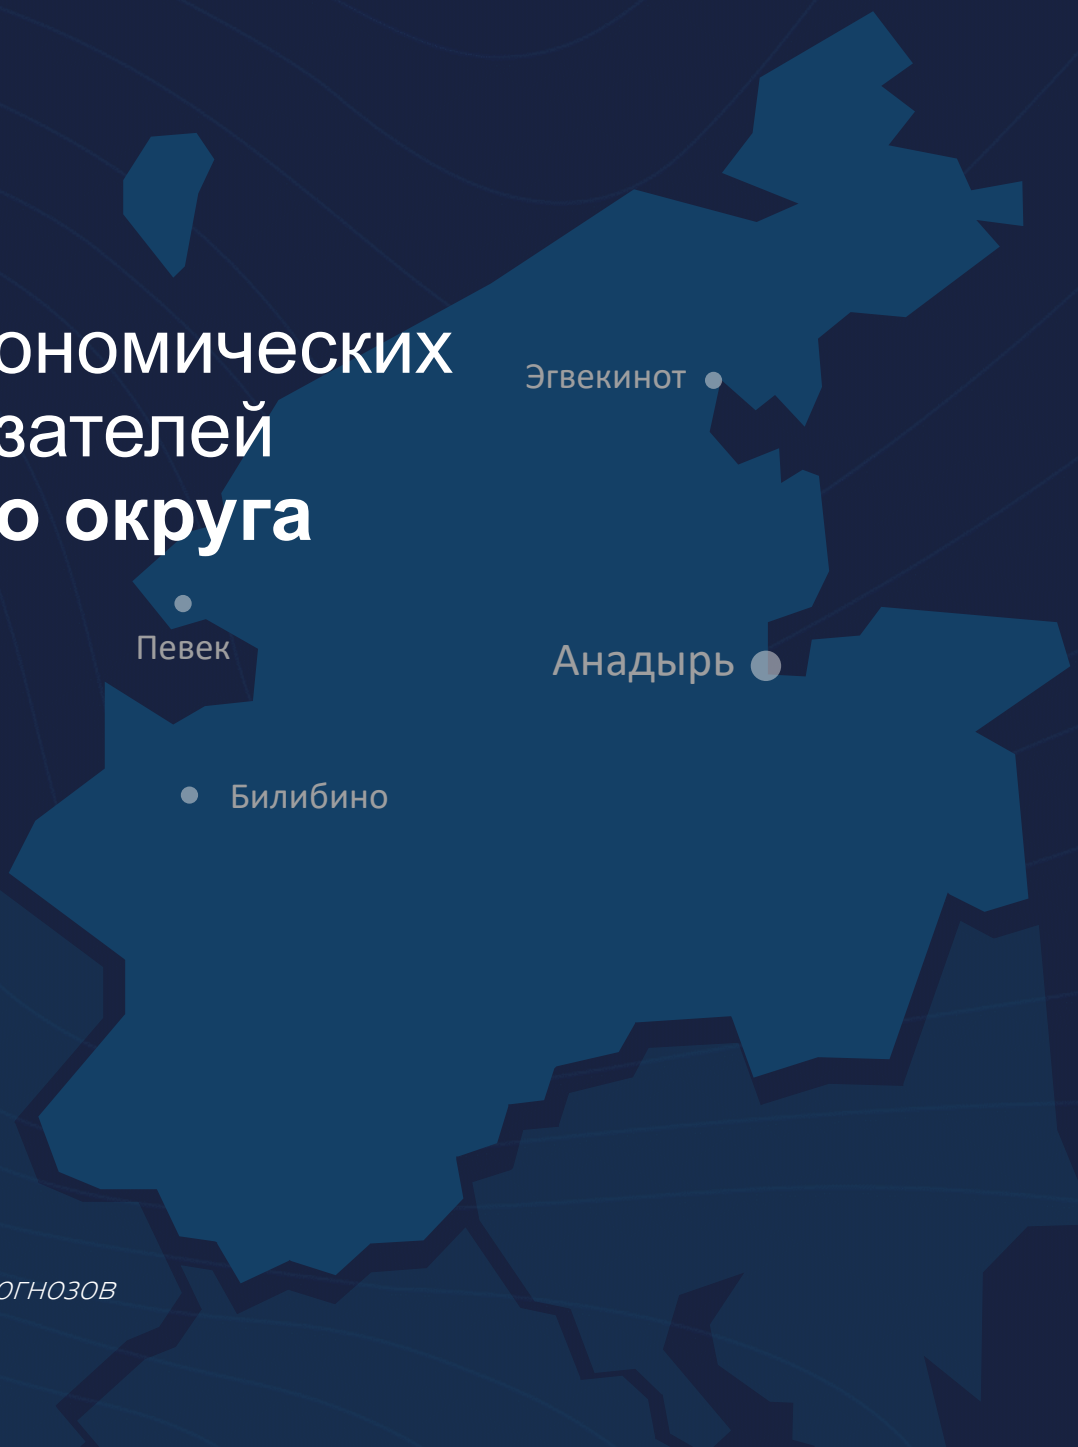 ономических
зателей
о округа
Эгвекинот
Певек
Анадырь
Билибино
огнозов